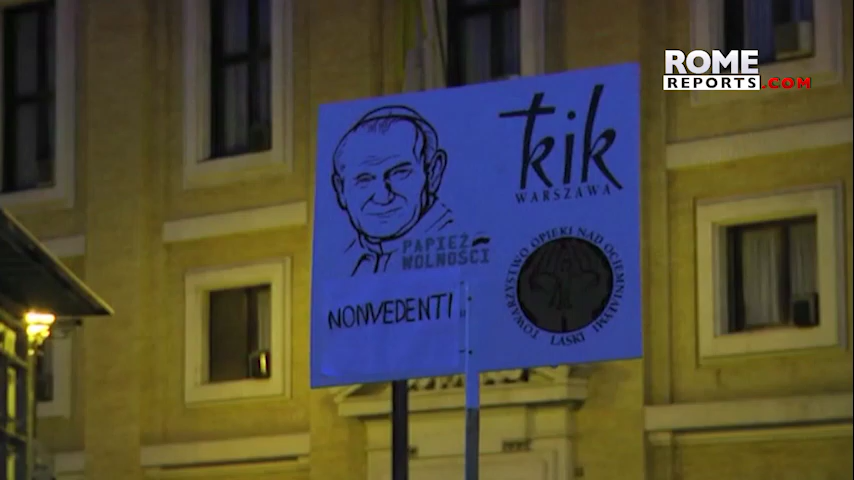 ROME
REPORTS.COM
kik
WARSZAWA
PAPIEŻ
WOLNOŚCI
NONVEDENTI
TOWARZYSTWO OPIEKI NAD OCIEMNIAŁYMI
LASKI